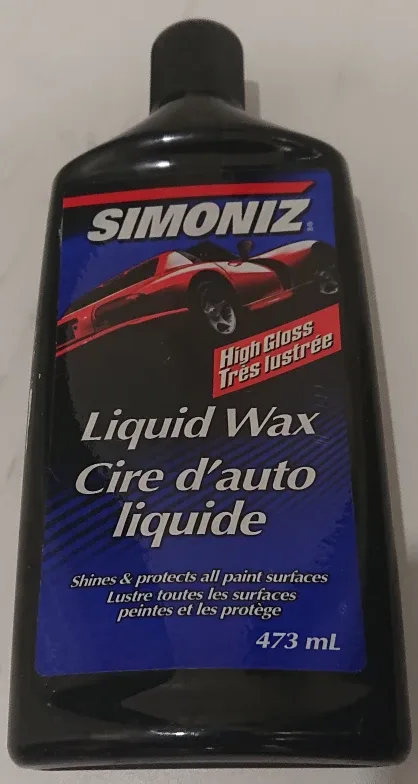 SIMONIZ
High Gloss
Très lustrée
Liquid Wax
Cire d'auto
liquide
Shines & protects all paint surfaces
Lustre toutes les surfaces
peintes et les protège
473 mL